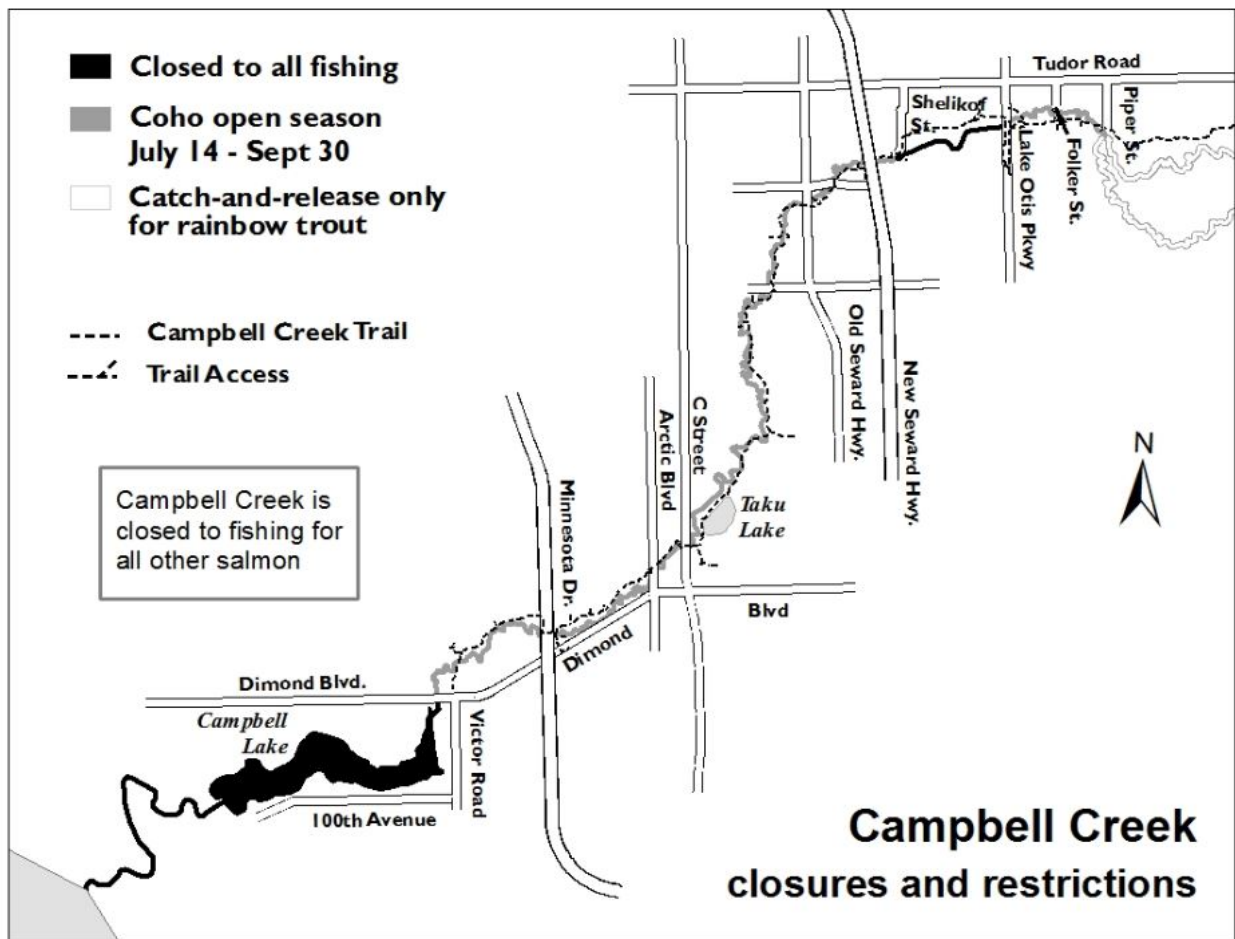 Closed to all fishing
Coho open season
July 14 - Sept 30
Catch-and-release only
for rainbow trout
Campbell Creek Trail
Trail Access
Campbell Creek is
closed to fishing for
all other salmon
Tudor Road
Shelikof
St.
Piper St.
Folker St.
Lake Otis Pkwy
Old Seward Hwy.
New Seward Hwy.
C Street
Arctic Blvd
Taku
Lake
N
Minnesota Dr.
Blvd
Dimond
Dimond Blvd.
Campbell
Lake
Victor Road
100th Avenue
Campbell Creek
closures and restrictions